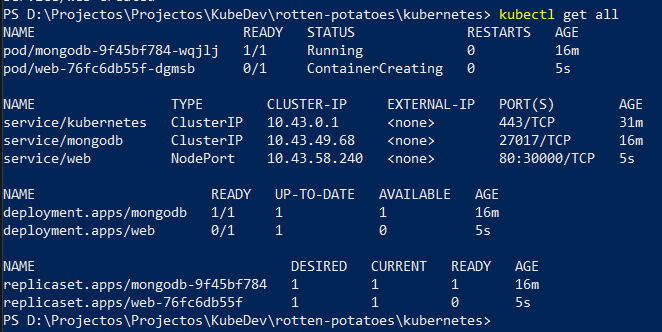 PS D:\Projectos\Projectos\KubeDev\rotten-potatoes\kubernetes> kubectl get all
NAME READY STATUS RESTARTS AGE
pod/mongodb-9f45bf784-wqjlj 1/1 Running 0 16m
pod/web-76fc6db55f-dgmsb 0/1 ContainerCreating 0 5s
NAME TYPE CLUSTER-IP EXTERNAL-IP PORT(S) AGE
service/kubernetes ClusterIP 10.43.0.1 <none> 443/TCP 31m
service/mongodb ClusterIP 10.43.49.68 <none> 27017/TCP 16m
service/web NodePort 10.43.58.240 <none> 80:30000/TCP 5s
NAME READY UP-TO-DATE AVAILABLE AGE
deployment.apps/mongodb 1/1 1 1 16m
deployment.apps/web 0/1 1 0 5s
NAME DESIRED CURRENT READY AGE
replicaset.apps/mongodb-9f45bf784 1 1 1 16m
replicaset.apps/web-76fc6db55f 1 1 0 5s
PS D:\Projectos\Projectos\KubeDev\rotten-potatoes\kubernetes>